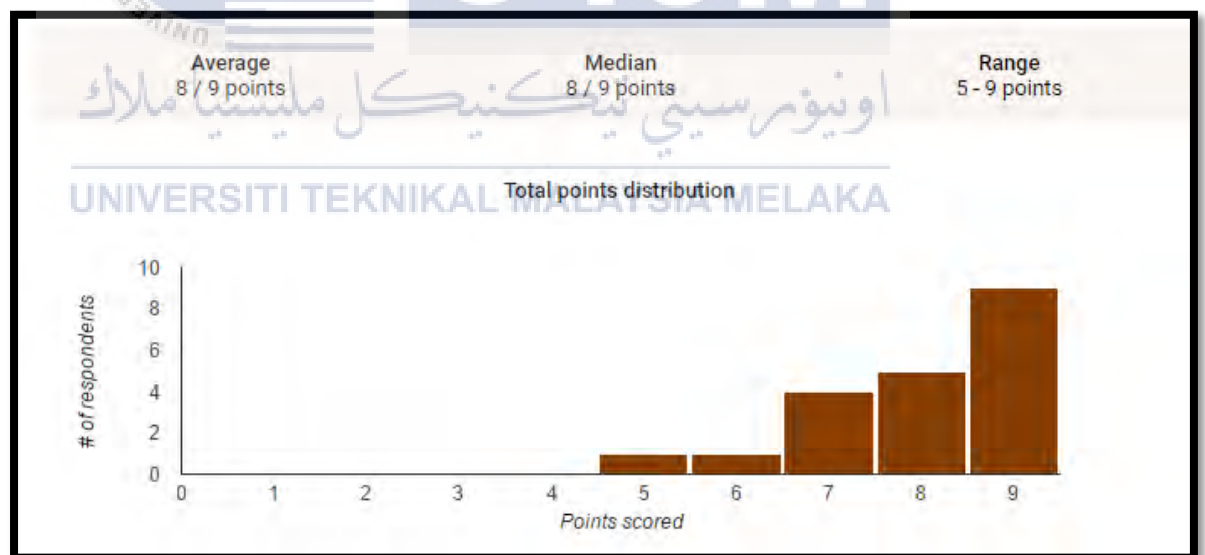 Average
8 / 9 points
Median
8 / 9 points
Range
5 - 9 points
اونيۏرسيتي تيكنيكل مليسيا ملاك
UNIVERSITI TEKNIKAL MALAYSIA MELAKA
Total points distribution
# of respondents
10
8
6
4
2
0
0 1 2 3 4 5 6 7 8 9
Points scored